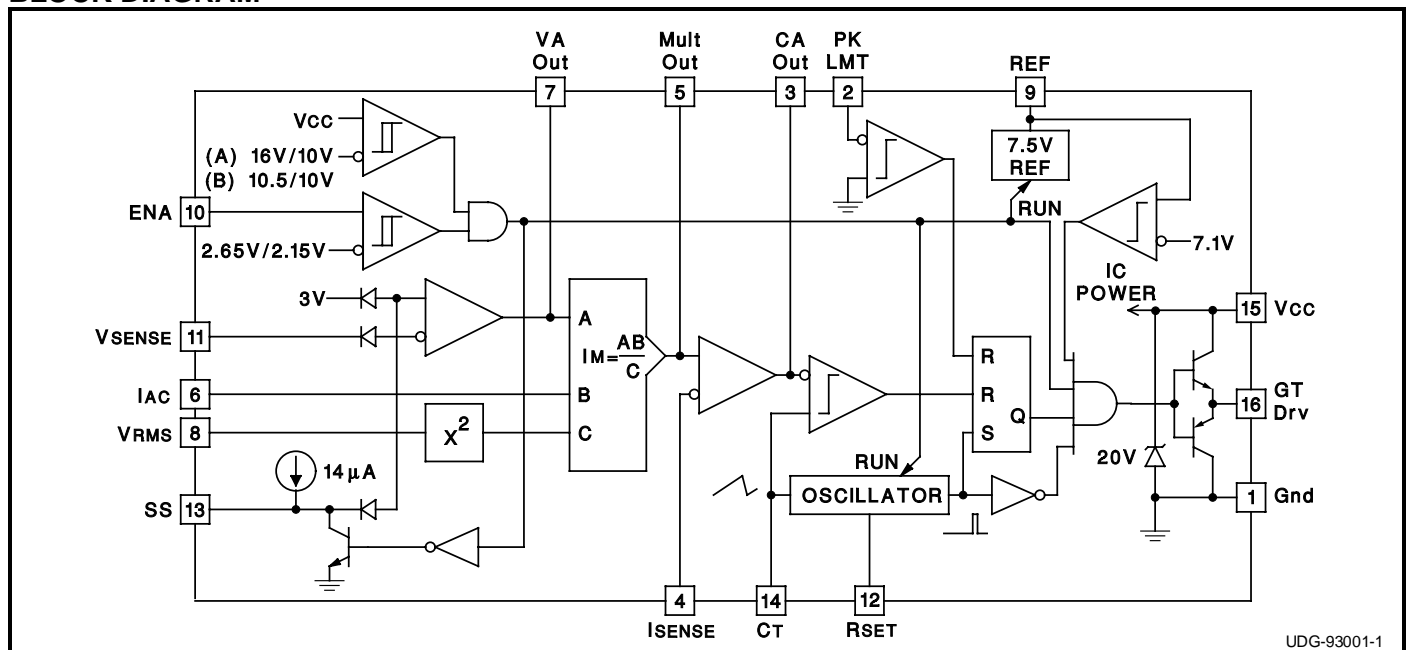 BLOCK DIAGRAM
VA
Out
Mult
Out
CA
Out
PK
LMT
REF
7
5
3
2
9
VCC
(A) 16V/10V
(B) 10.5/10V
7.5V
REF
ENA 10
RUN
2.65V/2.15V
7.1V
IC
POWER
3V
15 VCC
VSENSE 11
A
IM=AB/C
IAC 6
B
R
R
Q
S
16 GT
Drv
VRMS 8
X2
C
20V
RUN
14µA
OSCILLATOR
SS 13
1 Gnd
4
14
12
ISENSE
CT
RSET
UDG-93001-1